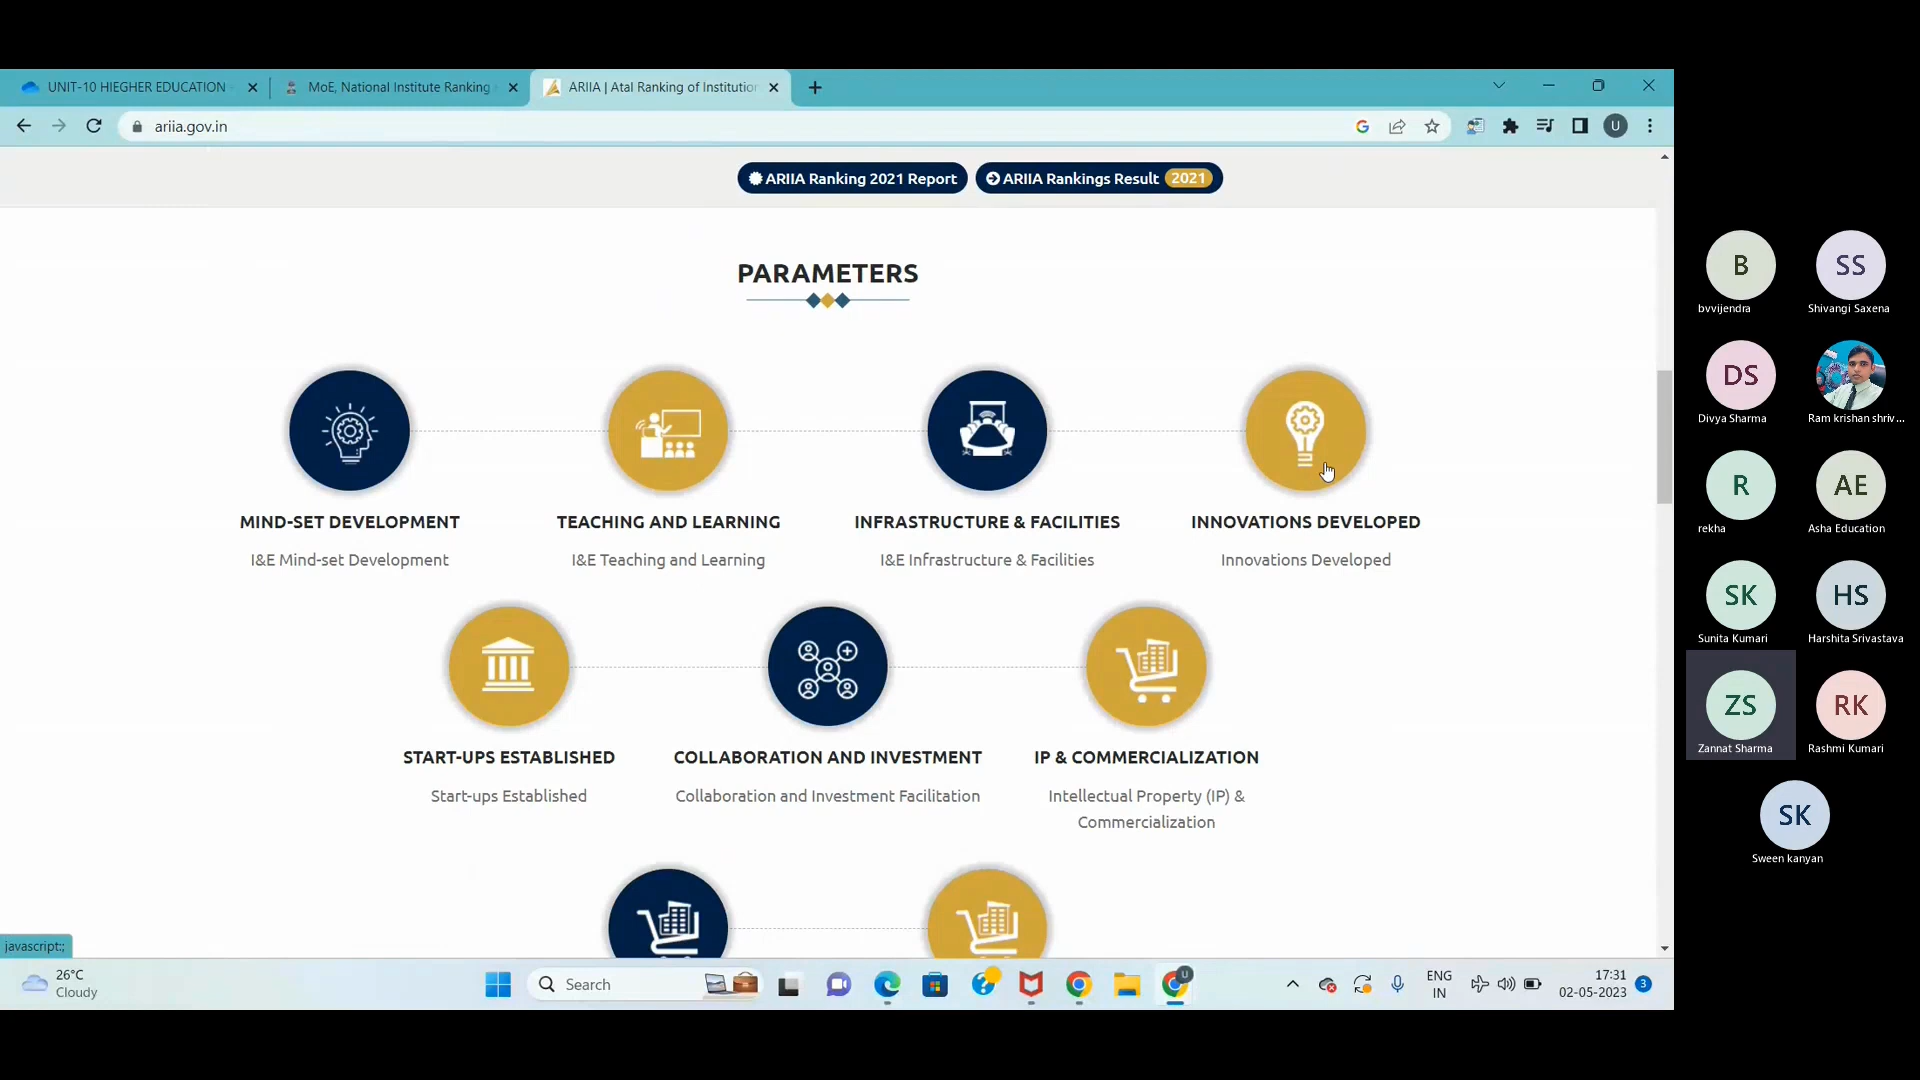 UNIT-10 HIEGHER EDUCATION
MoE, National Institute Ranking
ARIIA | Atal Ranking of Institution
ariia.gov.in
U
ARIIA Ranking 2021 Report
ARIIA Rankings Result 2021
PARAMETERS
MIND-SET DEVELOPMENT
I&E Mind-set Development
TEACHING AND LEARNING
I&E Teaching and Learning
INFRASTRUCTURE & FACILITIES
I&E Infrastructure & Facilities
INNOVATIONS DEVELOPED
Innovations Developed
START-UPS ESTABLISHED
Start-ups Established
COLLABORATION AND INVESTMENT
Collaboration and Investment Facilitation
IP & COMMERCIALIZATION
Intellectual Property (IP) &
Commercialization
javascript:;
26°C
Cloudy
Search
U
ENG
IN
17:31
02-05-2023
3
B
bvvijendra
SS
Shivangi Saxena
DS
Divya Sharma
Ram krishan shriv...
R
rekha
AE
Asha Education
SK
Sunita Kumari
HS
Harshita Srivastava
ZS
Zannat Sharma
RK
Rashmi Kumari
SK
Sween kanyan